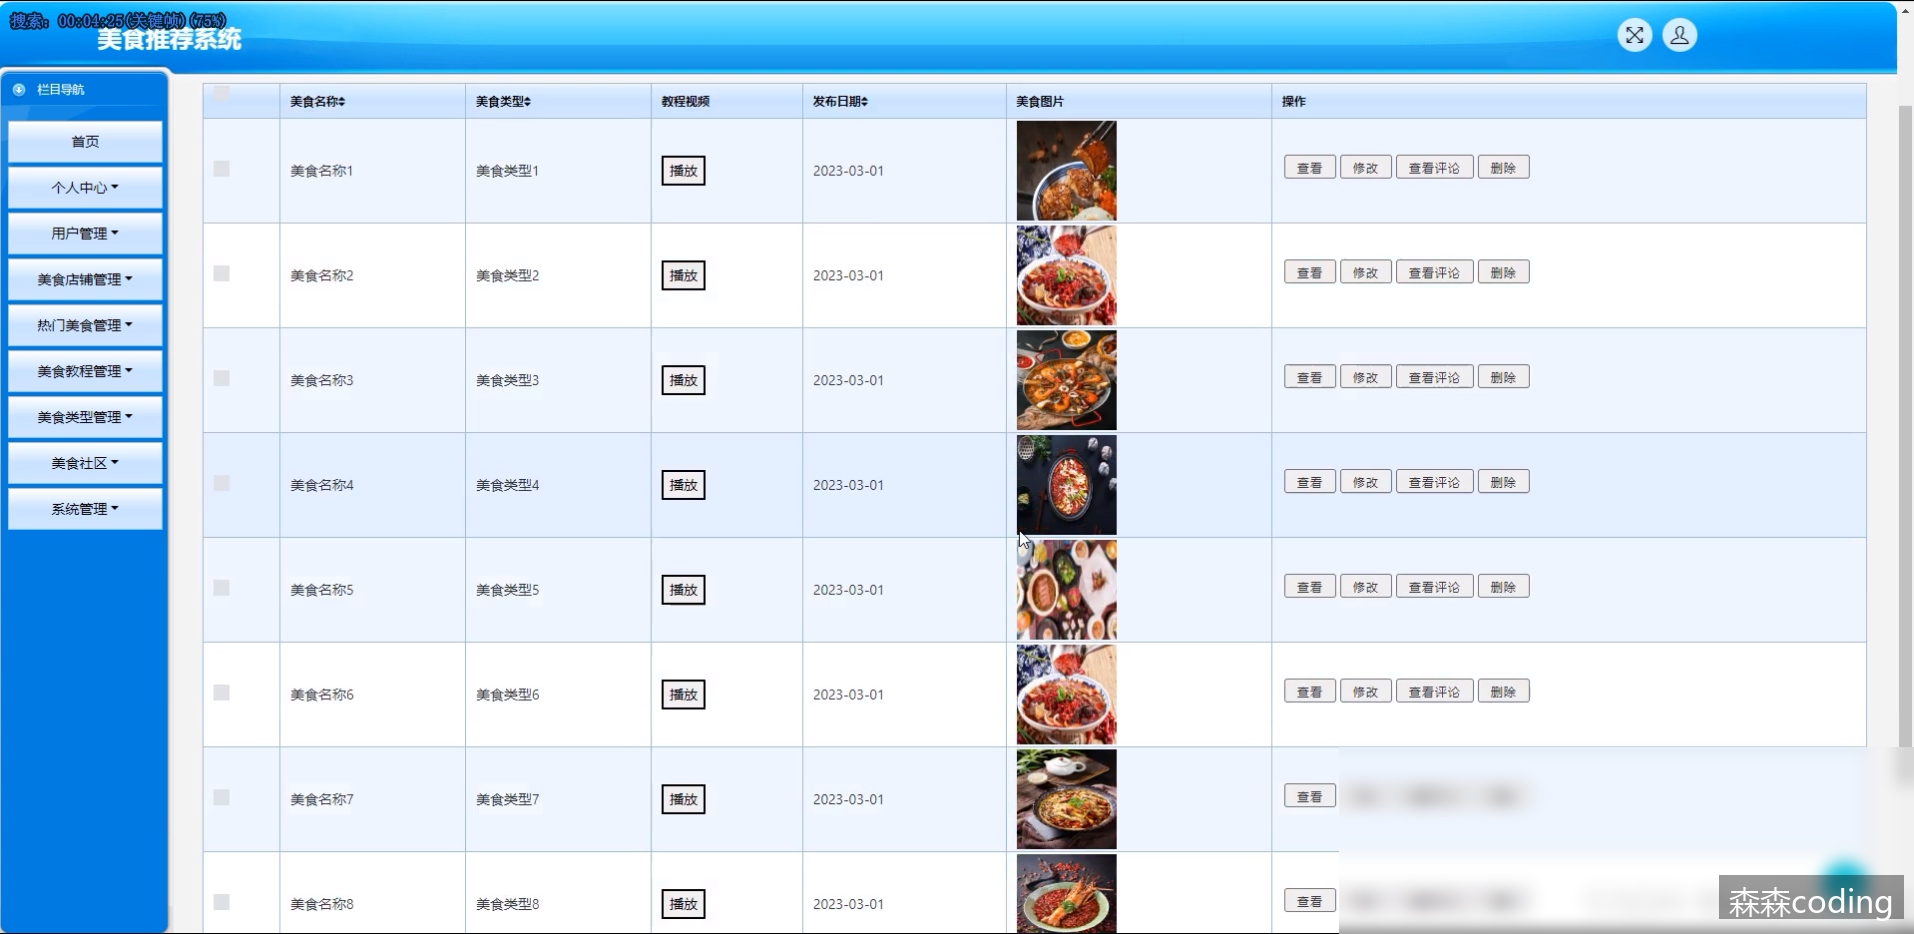 搜索: 00:04:25(关键帧)(75%)
美食推荐系统
栏目导航
首页
个人中心
用户管理
美食店铺管理
热门美食管理
美食教程管理
美食类型管理
美食社区
系统管理
美食名称 美食类型 教程视频 发布日期 美食图片 操作
美食名称1 美食类型1 播放 2023-03-01 查看 修改 查看评论 删除
美食名称2 美食类型2 播放 2023-03-01 查看 修改 查看评论 删除
美食名称3 美食类型3 播放 2023-03-01 查看 修改 查看评论 删除
美食名称4 美食类型4 播放 2023-03-01 查看 修改 查看评论 删除
美食名称5 美食类型5 播放 2023-03-01 查看 修改 查看评论 删除
美食名称6 美食类型6 播放 2023-03-01 查看 修改 查看评论 删除
美食名称7 美食类型7 播放 2023-03-01 查看
美食名称8 美食类型8 播放 2023-03-01 查看
森森coding